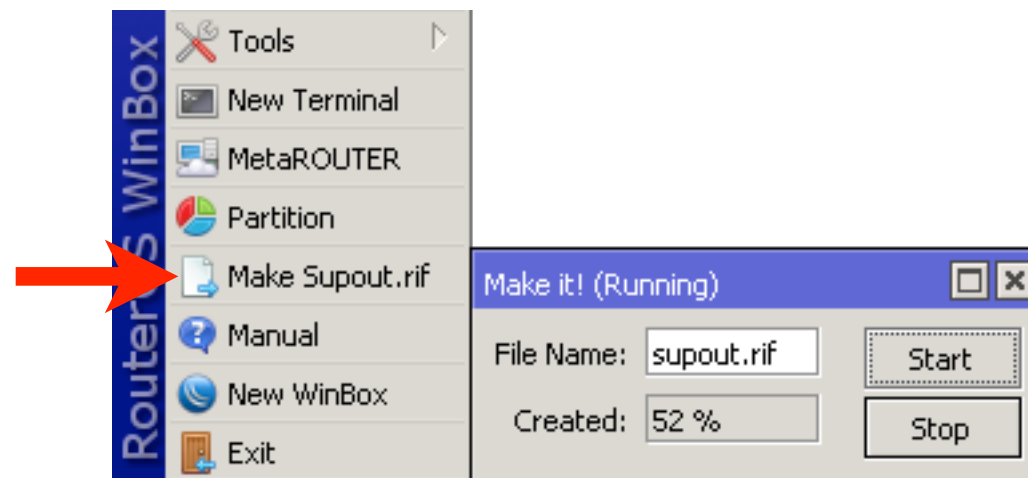 RouterOS WinBox
Tools
New Terminal
MetaROUTER
Partition
Make Supout.rif
Manual
New WinBox
Exit
Make it! (Running)
File Name: supout.rif
Start
Created: 52 %
Stop